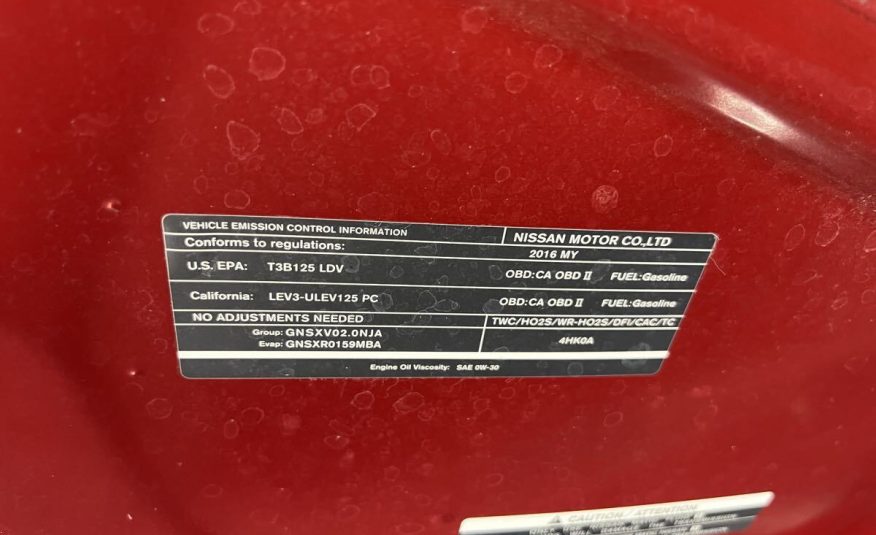 VEHICLE EMISSION CONTROL INFORMATION NISSAN MOTOR CO.,LTD
Conforms to regulations: 2016 MY
U.S. EPA: T3B125 LDV OBD:CA OBD II FUEL:Gasoline
California: LEV3-ULEV125 PC OBD:CA OBD II FUEL:Gasoline
NO ADJUSTMENTS NEEDED TWC/HO2S/WR-HO2S/DFI/CAC/TC
Group: GNSXV02.0NJA
Evap: GNSXR0159MBA 4HK0A
Engine Oil Viscosity: SAE 0W-30
CAUTION/ATTENTION